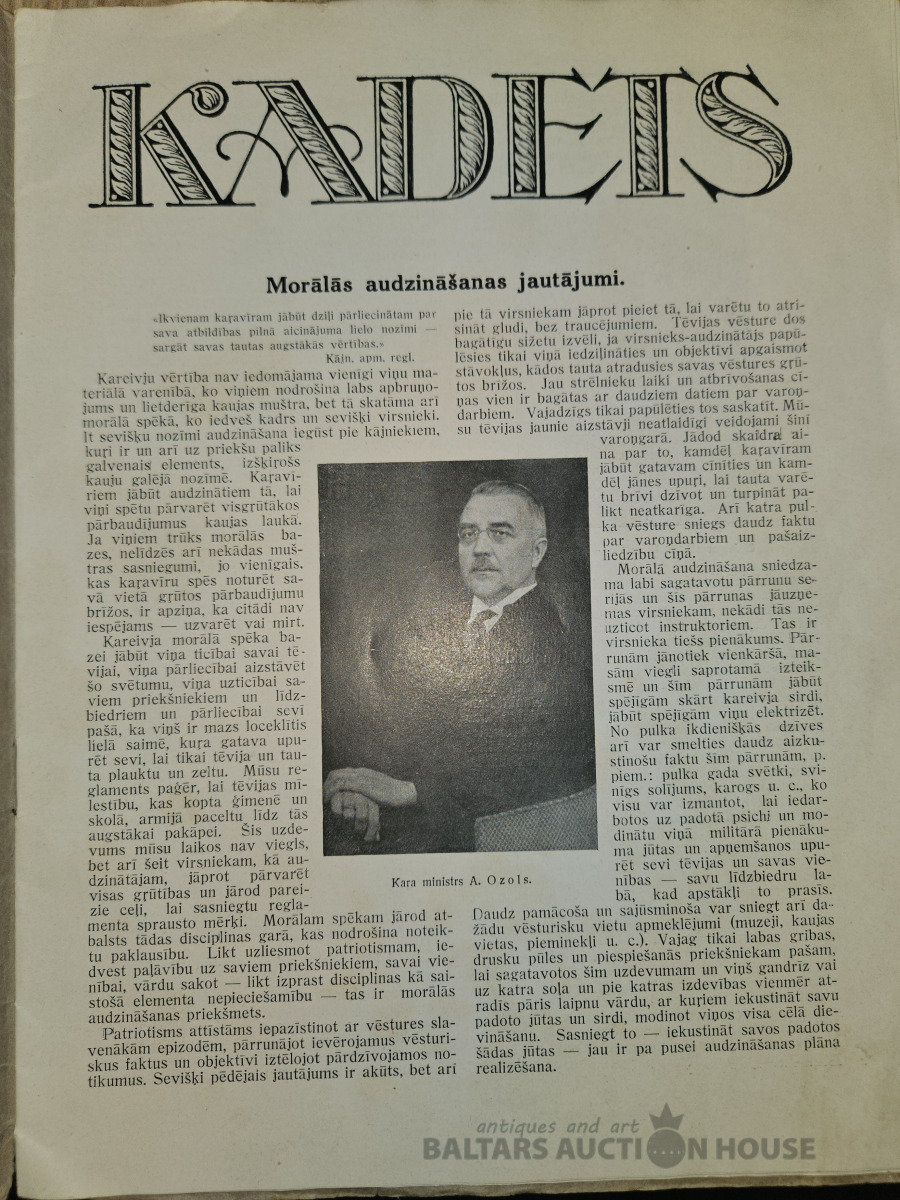 KADETS
Morālās audzināšanas jautājumi.
„Ikvienam kaŗavīram jābūt dziļi pārliecinātam par
sava atbildības pilnā aicinājuma lielo nozīmi —
sargāt savas tautas augstākās vērtības.»
Kājn. apm. regl.
Kareivju vērtība nav iedomājama vienīgi viņu ma-
teriālā varenībā, ko viņiem nodrošina labs apbruņo-
jums un lietderīga kaujas muštra, bet tā skatāma arī
morālā spēkā, ko iedveš kadrs un sevišķi virsnieki.
It sevišķu nozīmi audzināšana iegūst pie kājniekiem,
kuŗi ir un arī uz priekšu paliks
galvenais elements, izšķirošs
kauju galējā nozīmē. Kaŗavī-
riem jābūt audzinātiem tā, lai
viņi spētu pārvarēt visgrūtākos
pārbaudījumus kaujas laukā.
Ja viņiem trūks morālās ba-
zes, nelīdzēs arī nekādas muš-
tras sasniegumi, jo vienīgais.
kas kaŗavīru spēs noturēt sa-
vā vietā grūtos pārbaudījumu
brīžos, ir apziņa, ka citādi nav
iespējams — uzvarēt vai mirt.
Kareivja morālā spēka ba-
zei jābūt viņa ticībai savai tē-
vijai, viņa pārliecībai aizstāvēt
šo svētumu, viņa uzticībai sa-
viem priekšniekiem un līdz-
biedriem un pārliecībai sevī
pašā, ka viņš ir mazs loceklītis
lielā saimē, kuŗa gatava upu-
rēt sevi, lai tikai tēvija un tau-
ta plauktu un zeltu. Mūsu re-
glaments paģēr, lai tēvijas mī-
lestību, kas kopta ģimenē un
skolā, armijā paceltu līdz tās
augstākai pakāpei. Šis uzde-
vums mūsu laikos nav viegls,
bet arī šeit virsniekam, kā au-
dzinātājam, jāprot pārvarēt
visas grūtības un jārod parei-
zie ceļi, lai sasniegtu regla-
menta sprausto mērķi. Morālam spēkam jārod at-
balsts tādas disciplinas garā, kas nodrošina noteik-
tu paklausību. Likt uzliesmot patriotismam, ie-
dvest paļāvību uz saviem priekšniekiem, savai vie-
nībai, vārdu sakot — likt izprast disciplinas kā sai-
stošā elementa nepieciešamību — tas ir morālās
audzināšanas priekšmets.
Patriotisms attīstāms iepazīstinot ar vēstures sla-
venākām epizodēm, pārrunājot ievērojamus vēsturi-
skus faktus un objektīvi iztēlojot pārdzīvojamos no-
tikumus. Sevišķi pēdējais jautājums ir akūts, bet arī
pie tā virsniekam jāprot pieiet tā, lai varētu to atri-
sināt gludi, bez traucējumiem. Tēvijas vēsture dos
bagātīgu sižetu izvēli, ja virsnieks-audzinātājs papū-
lēsies tikai viņā iedziļināties un objektīvi apgaismot
stāvokļus, kādos tauta atradusies savas vēstures grū-
tos brīžos. Jau strēlnieku laiki un atbrīvošanas cī-
ņas vien ir bagātas ar daudziem datiem par varoņ-
darbiem. Vajadzīgs tikai papūlēties tos saskatīt. Mū-
su tēvijas jaunie aizstāvji neatlaidīgi veidojami šinī
varoņgarā. Jādod skaidra ai-
na par to, kamdēļ kaŗavīram
jābūt gatavam cīnīties un kam-
dēļ jānes upuŗi, lai tauta varē-
tu brīvi dzīvot un turpināt pa-
likt neatkarīga. Arī katra pul-
ka vēsture sniegs daudz faktu
par varoņdarbiem un pašaiz-
liedzību cīņā.
Morālā audzināšana sniedza-
ma labi sagatavotu pārrunu se-
rijās un šīs pārrunas jāuzņe-
mas virsniekam, nekādi tās ne-
uzticot instruktoriem. Tas ir
virsnieka tiešs pienākums. Pār-
runām jānotiek vienkāršā, ma-
sām viegli saprotamā izteik-
smē un šīm pārrunām jābūt
spējīgām skārt kareivja sirdi,
jābūt spējīgām viņu elektrizēt.
No pulka ikdienišķās dzīves
arī var smelties daudz aizku-
stinošu faktu šīm pārrunām, p.
piem.: pulka gada svētki, svi-
nīgs solījums, karogs u. c., ko
visu var izmantot, lai iedar-
botos uz padotā psichi un mo-
dinātu viņā militārā pienāku-
ma jūtas un apņemšanos upu-
rēt sevi tēvijas un savas vie-
nības — savu līdzbiedru la-
bā, kad apstākļi to prasīs.
Daudz pamācoša un sajūsminoša var sniegt arī da-
žādu vēsturisku vietu apmeklējumi (muzeji, kaujas
vietas, pieminekļi u. c.). Vajag tikai labas gribas,
drusku pūles un piespiešanās priekšniekam pašam,
lai sagatavotos šim uzdevumam un viņš gandrīz vai
uz katra soļa un pie katras izdevības vienmēr at-
radīs pāris laipnu vārdu, ar kuŗiem iekustināt savu
padoto jūtas un sirdi, modinot viņos visa cēlā die-
vināšanu. Sasniegt to — iekustināt savos padotos
šādas jūtas — jau ir pa pusei audzināšanas plāna
realizēšana.
Kara ministrs A. Ozols.
antiques and art
BALTARS AUCTION HOUSE